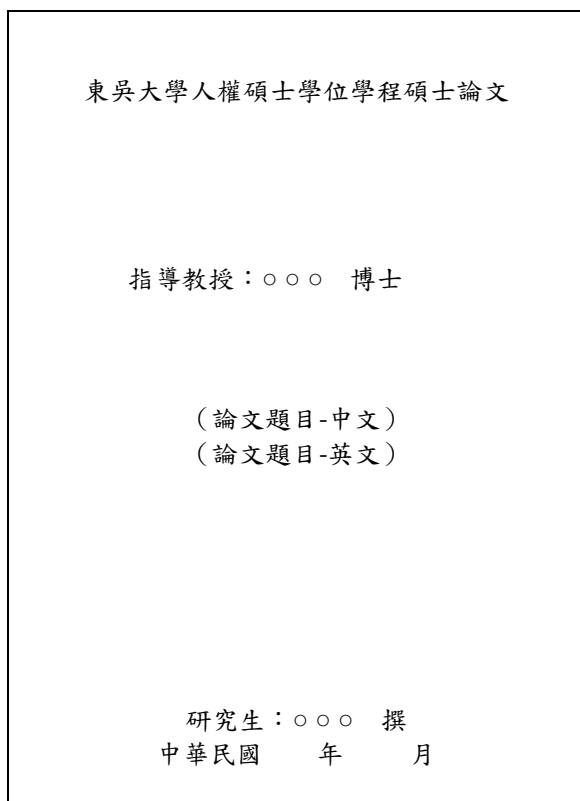 東吳大學人權碩士學位學程碩士論文
指導教授：○○○　博士
（論文題目-中文）
（論文題目-英文）
研究生：○○○　撰
中華民國　　年　　月